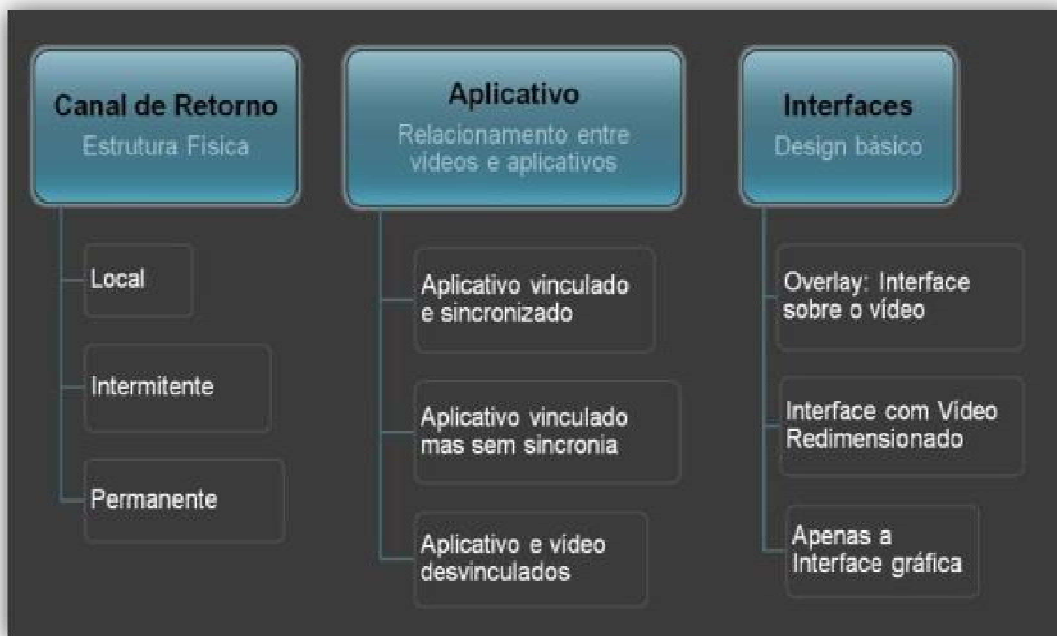 Canal de Retorno
Estrutura Fisica
Local
Intermitente
Permanente
Aplicativo
Relacionamento entre
vídeos e aplicativos
Aplicativo vinculado
e sincronizado
Aplicativo vinculado
mas sem sincronia
Aplicativo e vídeo
desvinculados
Interfaces
Design básico
Overlay: Interface
sobre o vídeo
Interface com Vídeo
Redimensionado
Apenas a
Interface gráfica